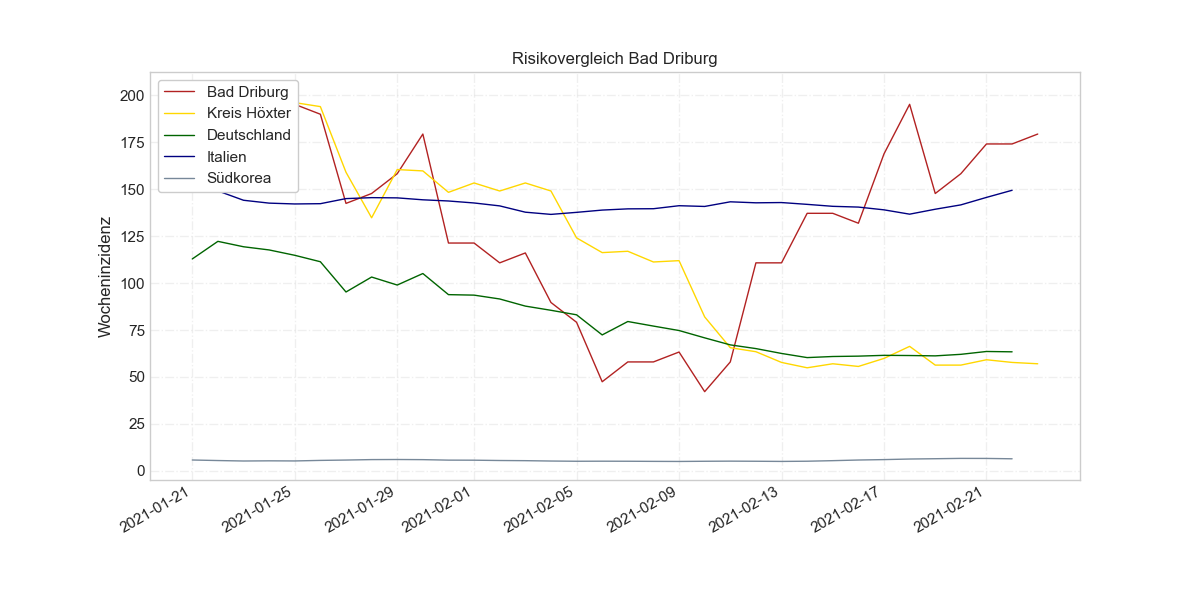 Risikovergleich Bad Driburg
Wocheninzidenz
200
175
150
125
100
75
50
25
0
Bad Driburg
Kreis Höxter
Deutschland
Italien
Südkorea
2021-01-21
2021-01-25
2021-01-29
2021-02-01
2021-02-05
2021-02-09
2021-02-13
2021-02-17
2021-02-21